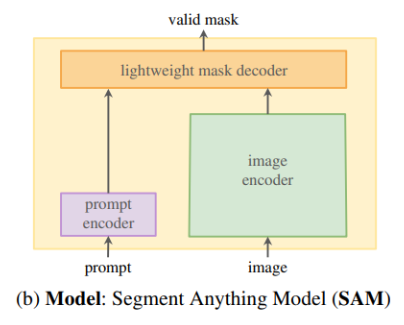 valid mask
lightweight mask decoder
image
encoder
prompt
encoder
prompt
image
(b) Model: Segment Anything Model (SAM)